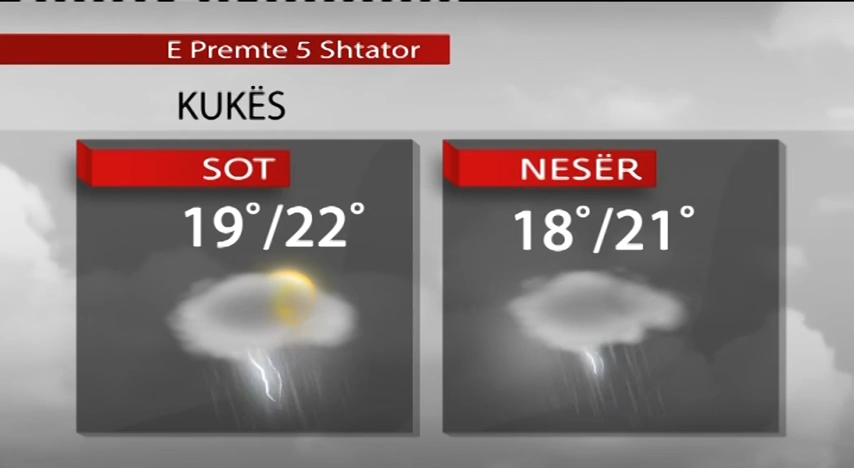 E Premte 5 Shtator
KUKËS
SOT
19°/22°
NESËR
18°/21°